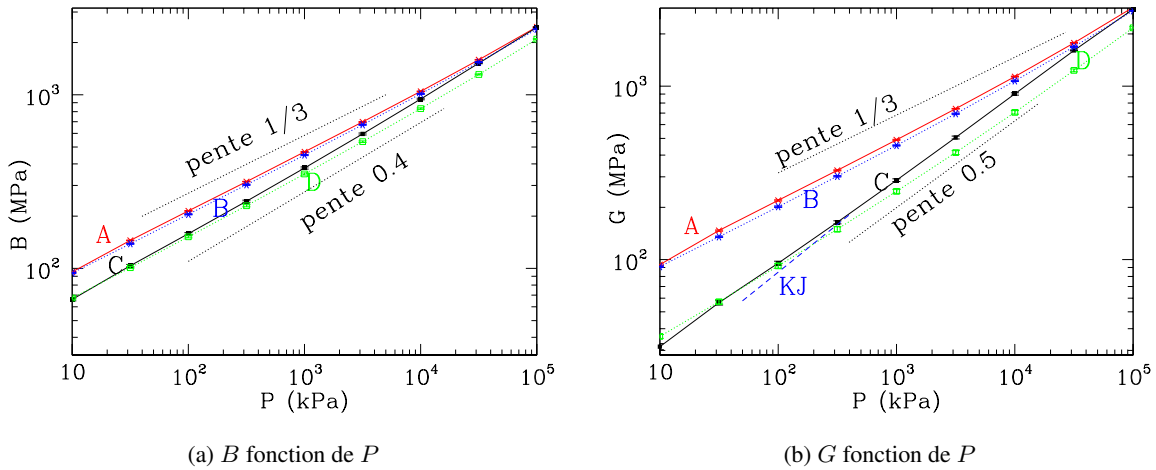 B (MPa)
10³
10²
pente 1/3
A
B
C
D
pente 0.4
10 10² 10³ 10⁴ 10⁵
P (kPa)
(a) B fonction de P
G (MPa)
10³
10²
pente 1/3
D
A
B
C
pente 0.5
KJ
10 10² 10³ 10⁴ 10⁵
P (kPa)
(b) G fonction de P